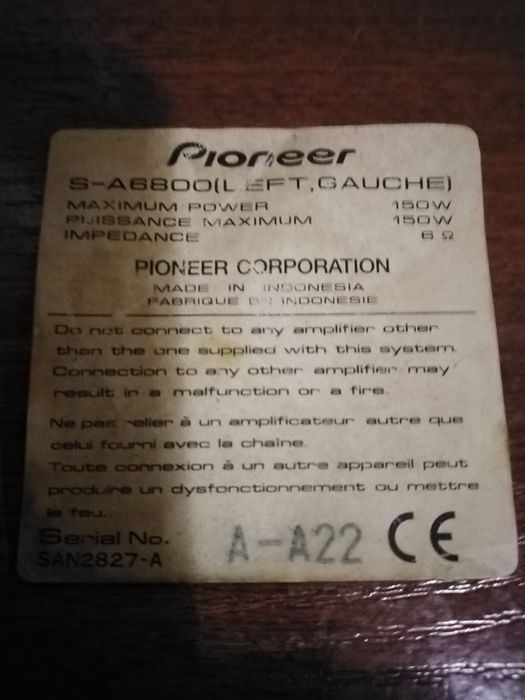 Pioneer
S-A6800(LEFT,GAUCHE)
MAXIMUM POWER 150W
PUISSANCE MAXIMUM 150W
IMPEDANCE 6 Ω
PIONEER CORPORATION
MADE IN INDONESIA
FABRIQUE EN INDONESIE
Do not connect to any amplifier other
than the one supplied with this system.
Connection to any other amplifier may
result in a malfunction or a fire.
Ne pas relier à un amplificateur autre que
celui fourni avec la chaîne.
Toute connexion à un autre appareil peut
produire un dysfonctionnement ou mettre
le feu.
Serial No. A-A22 CE
SAN2827-A